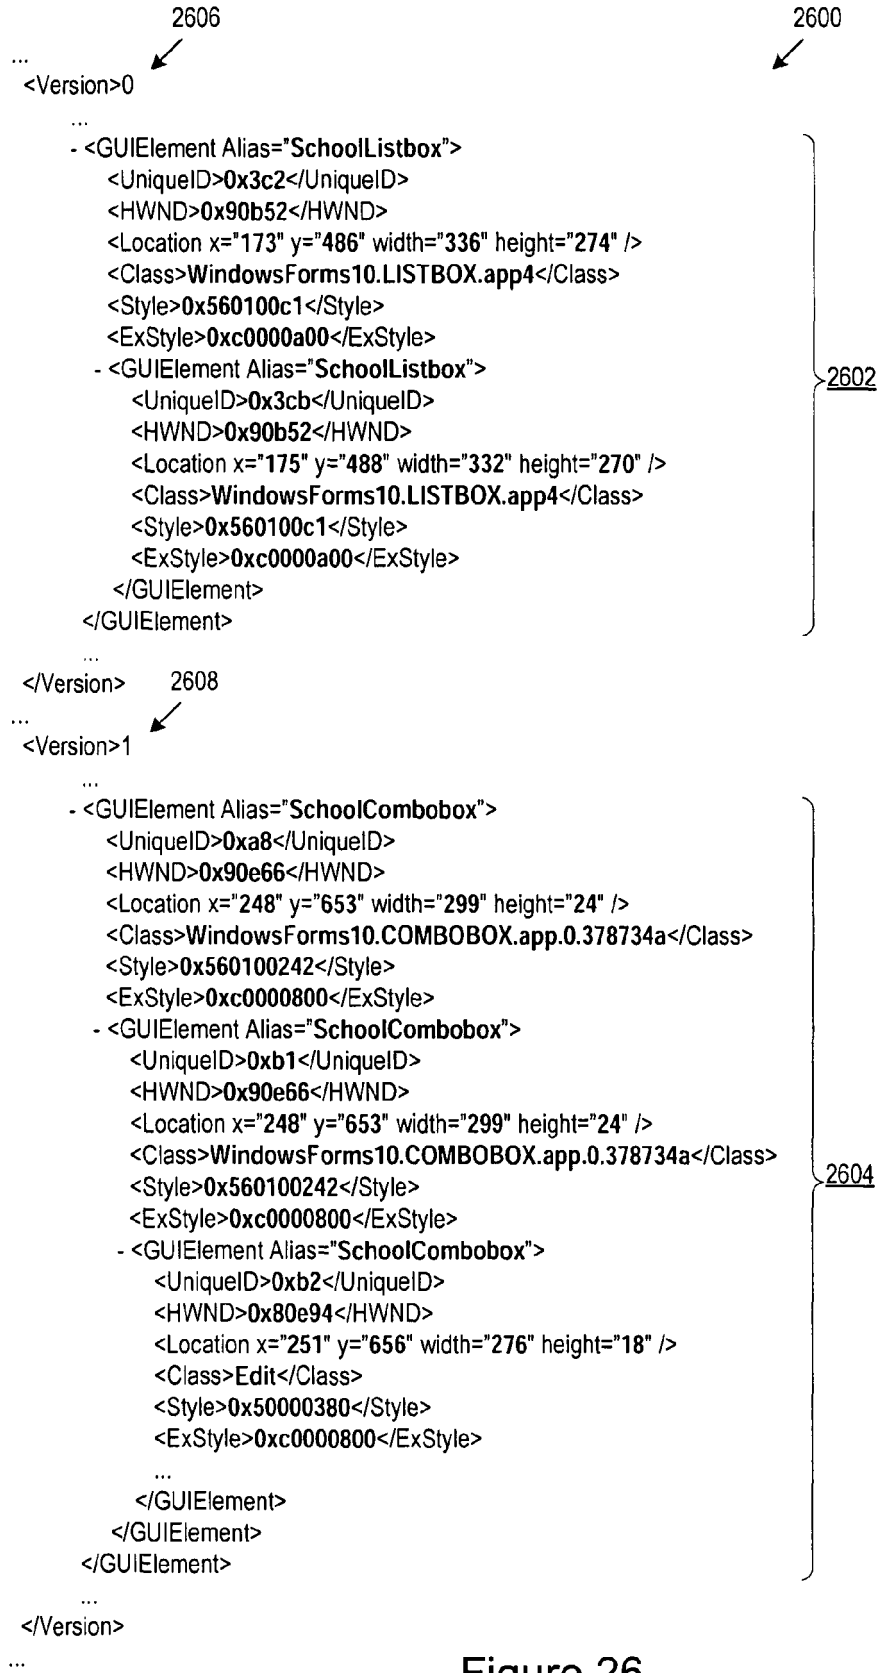 2606 2600
...
<Version>0
...
- <GUIElement Alias="SchoolListbox">
<UniqueID>0x3c2</UniqueID>
<HWND>0x90b52</HWND>
<Location x="173" y="486" width="336" height="274" />
<Class>WindowsForms10.LISTBOX.app4</Class>
<Style>0x560100c1</Style>
<ExStyle>0xc0000a00</ExStyle>
- <GUIElement Alias="SchoolListbox">
2602
<UniqueID>0x3cb</UniqueID>
<HWND>0x90b52</HWND>
<Location x="175" y="488" width="332" height="270" />
<Class>WindowsForms10.LISTBOX.app4</Class>
<Style>0x560100c1</Style>
<ExStyle>0xc0000a00</ExStyle>
</GUIElement>
</GUIElement>
...
</Version> 2608
...
<Version>1
...
- <GUIElement Alias="SchoolCombobox">
<UniqueID>0xa8</UniqueID>
<HWND>0x90e66</HWND>
<Location x="248" y="653" width="299" height="24" />
<Class>WindowsForms10.COMBOBOX.app.0.378734a</Class>
<Style>0x560100242</Style>
<ExStyle>0xc0000800</ExStyle>
- <GUIElement Alias="SchoolCombobox">
<UniqueID>0xb1</UniqueID>
<HWND>0x90e66</HWND>
<Location x="248" y="653" width="299" height="24" />
<Class>WindowsForms10.COMBOBOX.app.0.378734a</Class>
2604
<Style>0x560100242</Style>
<ExStyle>0xc0000800</ExStyle>
- <GUIElement Alias="SchoolCombobox">
<UniqueID>0xb2</UniqueID>
<HWND>0x80e94</HWND>
<Location x="251" y="656" width="276" height="18" />
<Class>Edit</Class>
<Style>0x50000380</Style>
<ExStyle>0xc0000800</ExStyle>
...
</GUIElement>
</GUIElement>
</GUIElement>
...
</Version>
...
Figure 26